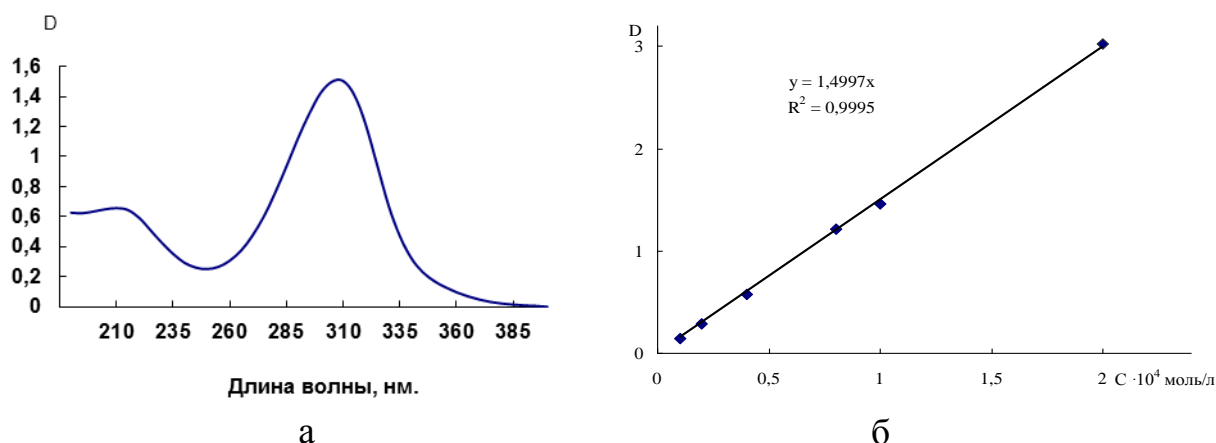 D
1,6
1,4
1,2
1
0,8
0,6
0,4
0,2
0
210 235 260 285 310 335 360 385
Длина волны, нм.
а
D
3
2
1
0
y = 1,4997x
R² = 0,9995
0 0,5 1 1,5 2 C ·10⁴ моль/л
б